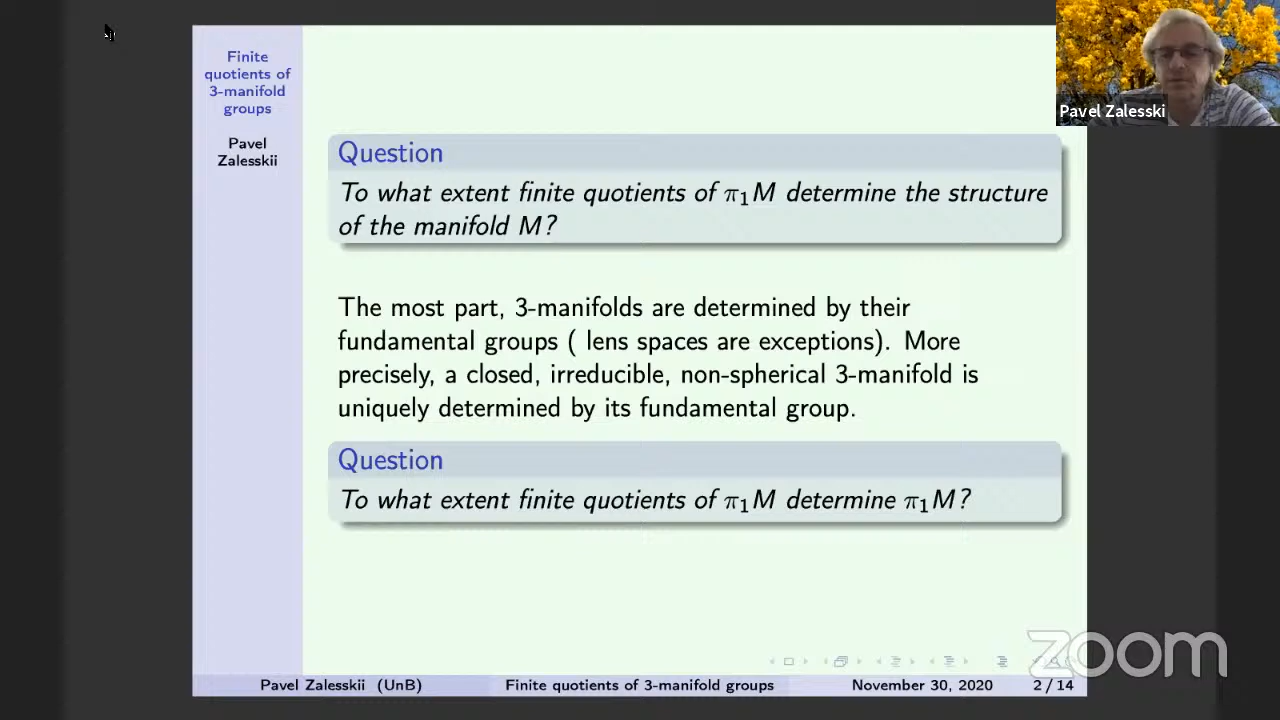 Finite
quotients of
3-manifold
groups
Pavel
Zalesskii
Pavel Zalesski
Question
To what extent finite quotients of π₁M determine the structure
of the manifold M?
The most part, 3-manifolds are determined by their
fundamental groups ( lens spaces are exceptions). More
precisely, a closed, irreducible, non-spherical 3-manifold is
uniquely determined by its fundamental group.
Question
To what extent finite quotients of π₁M determine π₁M?
zoom
Pavel Zalesskii (UnB) Finite quotients of 3-manifold groups November 30, 2020 2 / 14